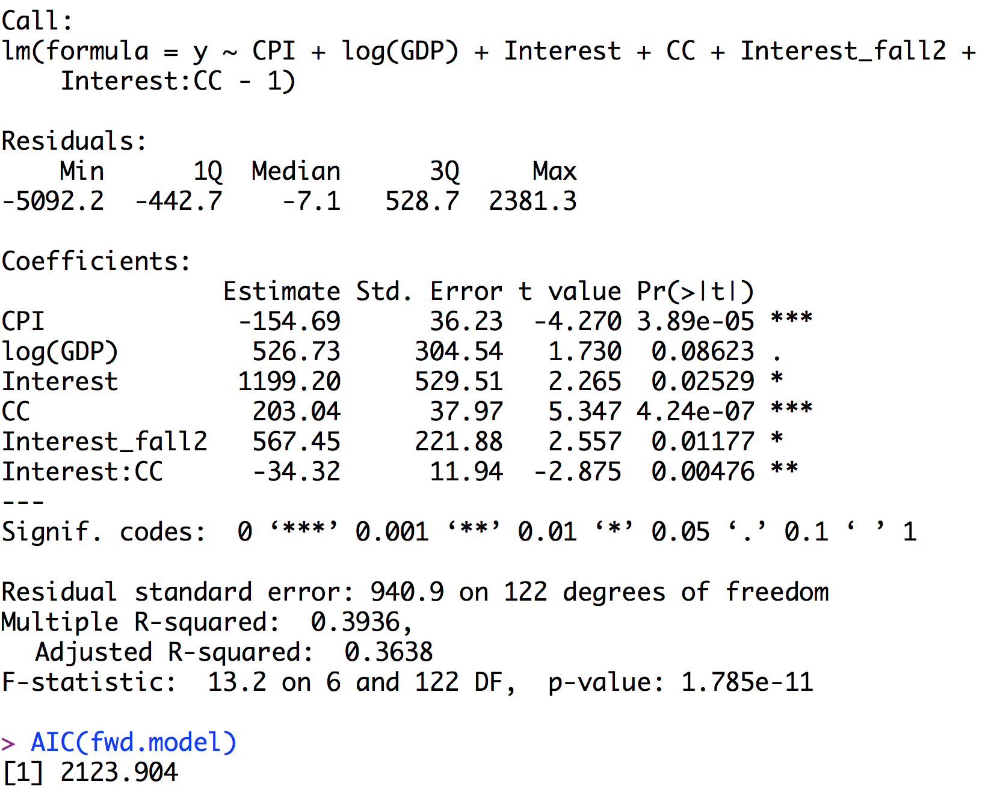 Call:
lm(formula = y ~ CPI + log(GDP) + Interest + CC + Interest_fall2 +
    Interest:CC - 1)

Residuals:
    Min      1Q  Median      3Q     Max
-5092.2  -442.7    -7.1   528.7  2381.3

Coefficients:
               Estimate Std. Error t value Pr(>|t|)
CPI             -154.69      36.23  -4.270 3.89e-05 ***
log(GDP)         526.73     304.54   1.730  0.08623 .
Interest        1199.20     529.51   2.265  0.02529 *
CC               203.04      37.97   5.347 4.24e-07 ***
Interest_fall2   567.45     221.88   2.557  0.01177 *
Interest:CC      -34.32      11.94  -2.875  0.00476 **
---
Signif. codes:  0 ‘***’ 0.001 ‘**’ 0.01 ‘*’ 0.05 ‘.’ 0.1 ‘ ’ 1

Residual standard error: 940.9 on 122 degrees of freedom
Multiple R-squared:  0.3936,
  Adjusted R-squared:  0.3638
F-statistic:  13.2 on 6 and 122 DF,  p-value: 1.785e-11

> AIC(fwd.model)
[1] 2123.904